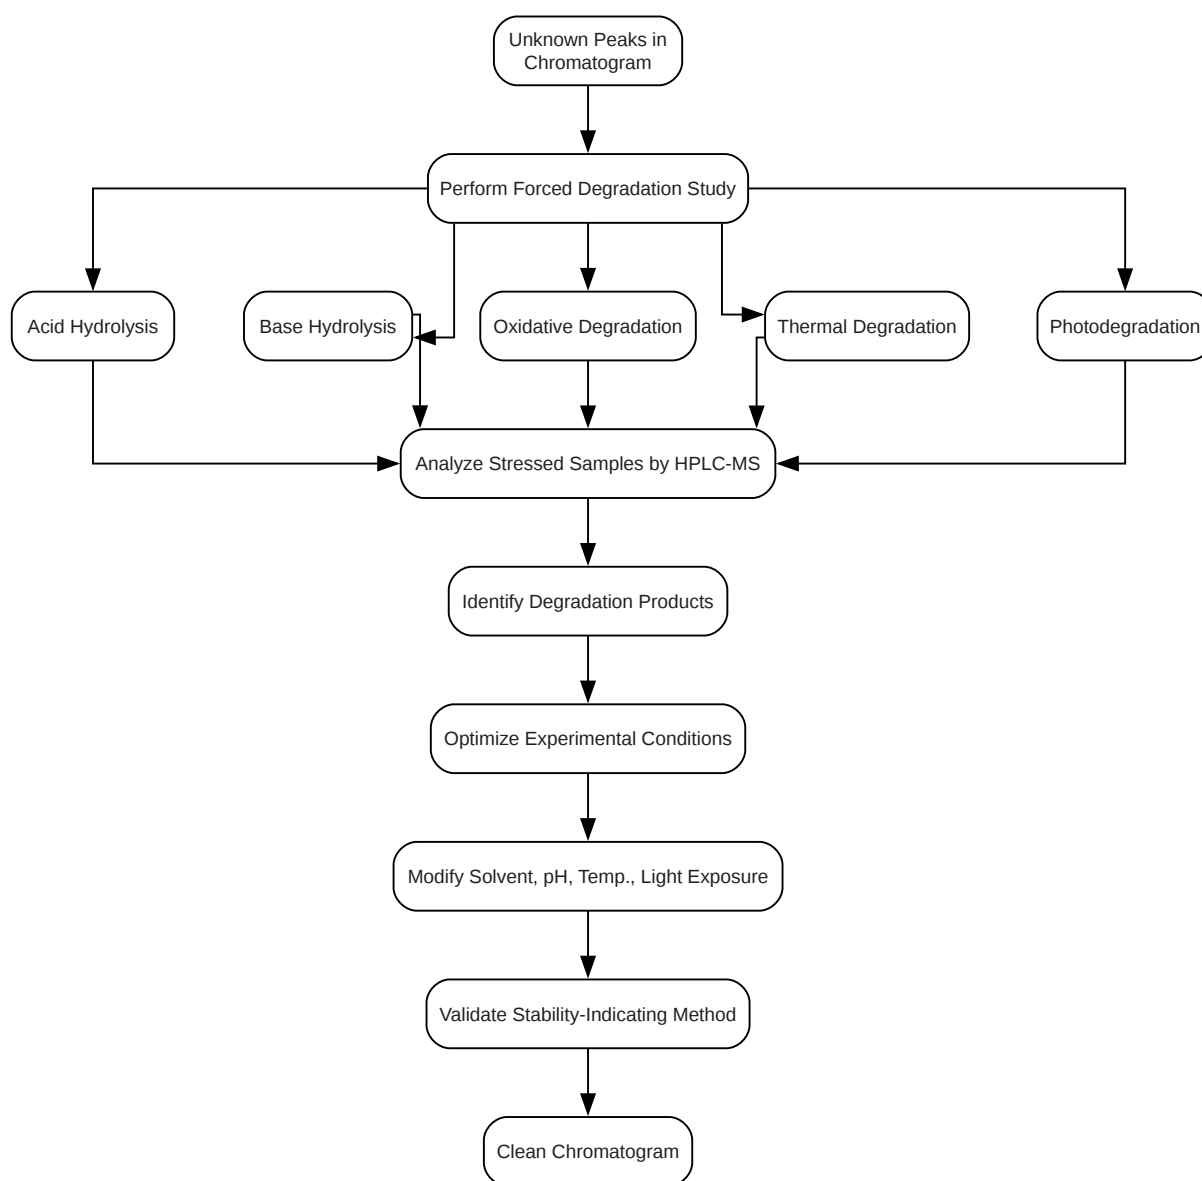 Unknown Peaks in
Chromatogram
Perform Forced Degradation Study
Acid Hydrolysis
Base Hydrolysis
Oxidative Degradation
Thermal Degradation
Photodegradation
Analyze Stressed Samples by HPLC-MS
Identify Degradation Products
Optimize Experimental Conditions
Modify Solvent, pH, Temp., Light Exposure
Validate Stability-Indicating Method
Clean Chromatogram